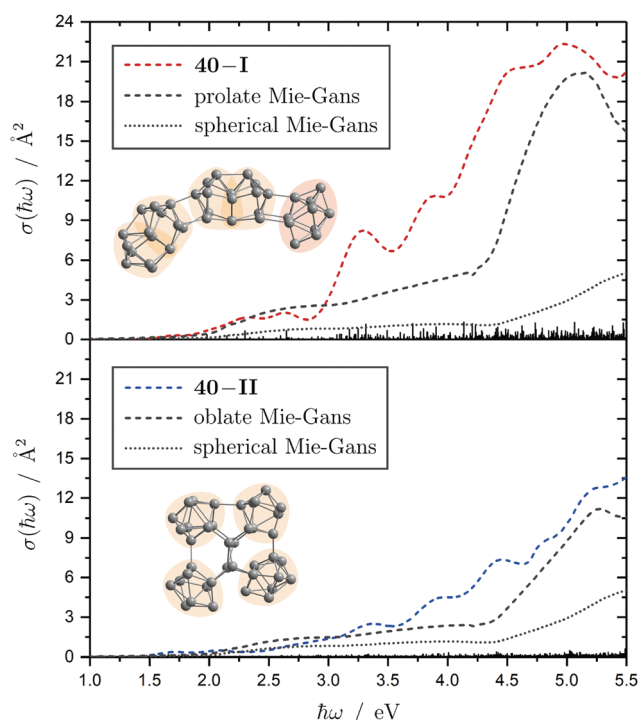 24
21
18
15
12
9
6
3
0
σ(ħω) / Å²
40−I
prolate Mie-Gans
spherical Mie-Gans
21
18
15
12
9
6
3
0
σ(ħω) / Å²
40−II
oblate Mie-Gans
spherical Mie-Gans
1.0 1.5 2.0 2.5 3.0 3.5 4.0 4.5 5.0 5.5
ħω / eV